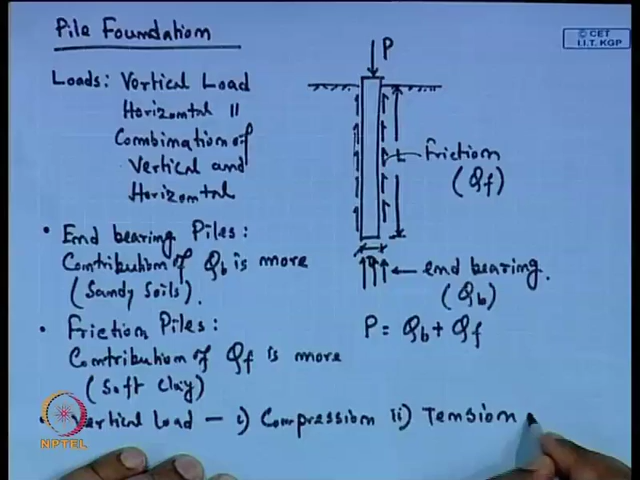 Pile Foundation
© CET
I.I.T. KGP
P
Loads: Vertical Load
Horizontal 11
Combination of
Vertical and
Horizontal
L
friction
(Qf)
• End bearing Piles:
Contribution of Qb is more
(Sandy Soils).
end bearing.
(Qb)
P = Qb + Qf
• Friction Piles:
Contribution of Qf is more
(Soft Clay)
• Vertical Load - i) Compression ii) Tension
NPTEL